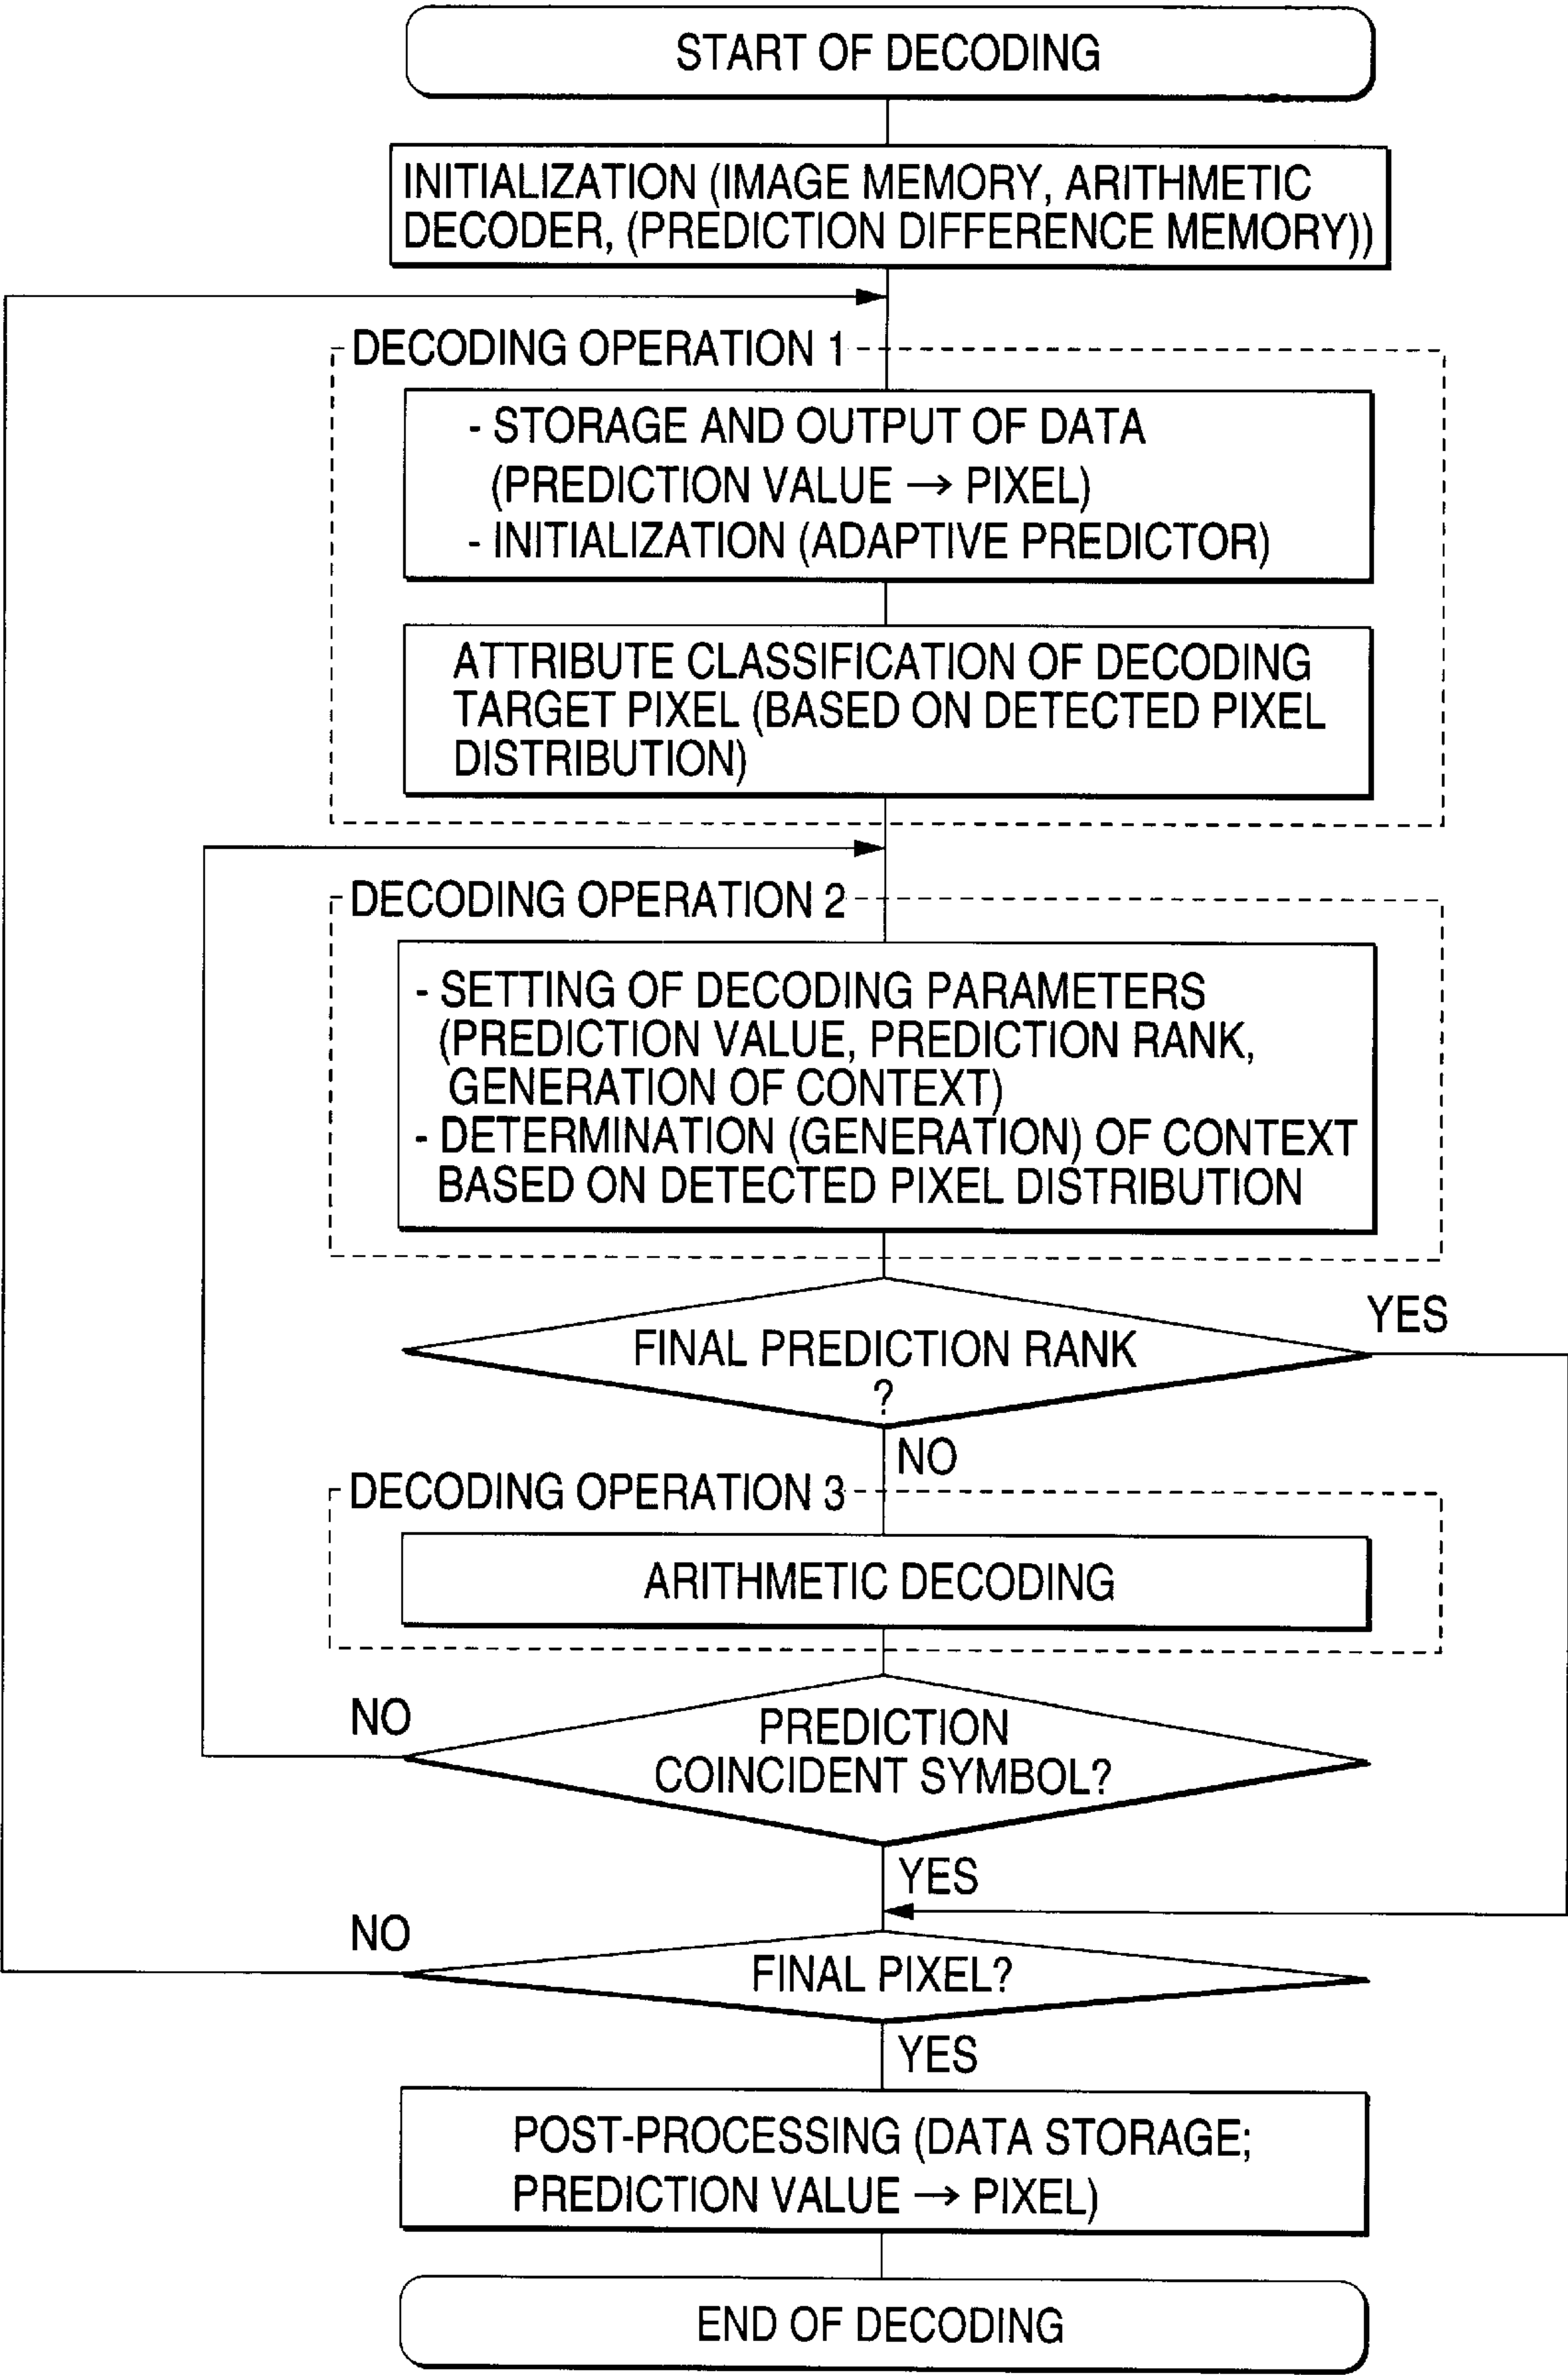 START OF DECODING
INITIALIZATION (IMAGE MEMORY, ARITHMETIC
DECODER, (PREDICTION DIFFERENCE MEMORY))
DECODING OPERATION 1
- STORAGE AND OUTPUT OF DATA
(PREDICTION VALUE → PIXEL)
- INITIALIZATION (ADAPTIVE PREDICTOR)
ATTRIBUTE CLASSIFICATION OF DECODING
TARGET PIXEL (BASED ON DETECTED PIXEL
DISTRIBUTION)
DECODING OPERATION 2
- SETTING OF DECODING PARAMETERS
(PREDICTION VALUE, PREDICTION RANK,
GENERATION OF CONTEXT)
- DETERMINATION (GENERATION) OF CONTEXT
BASED ON DETECTED PIXEL DISTRIBUTION
YES
FINAL PREDICTION RANK
?
NO
DECODING OPERATION 3
ARITHMETIC DECODING
NO
PREDICTION
COINCIDENT SYMBOL?
YES
NO
FINAL PIXEL?
YES
POST-PROCESSING (DATA STORAGE;
PREDICTION VALUE → PIXEL)
END OF DECODING